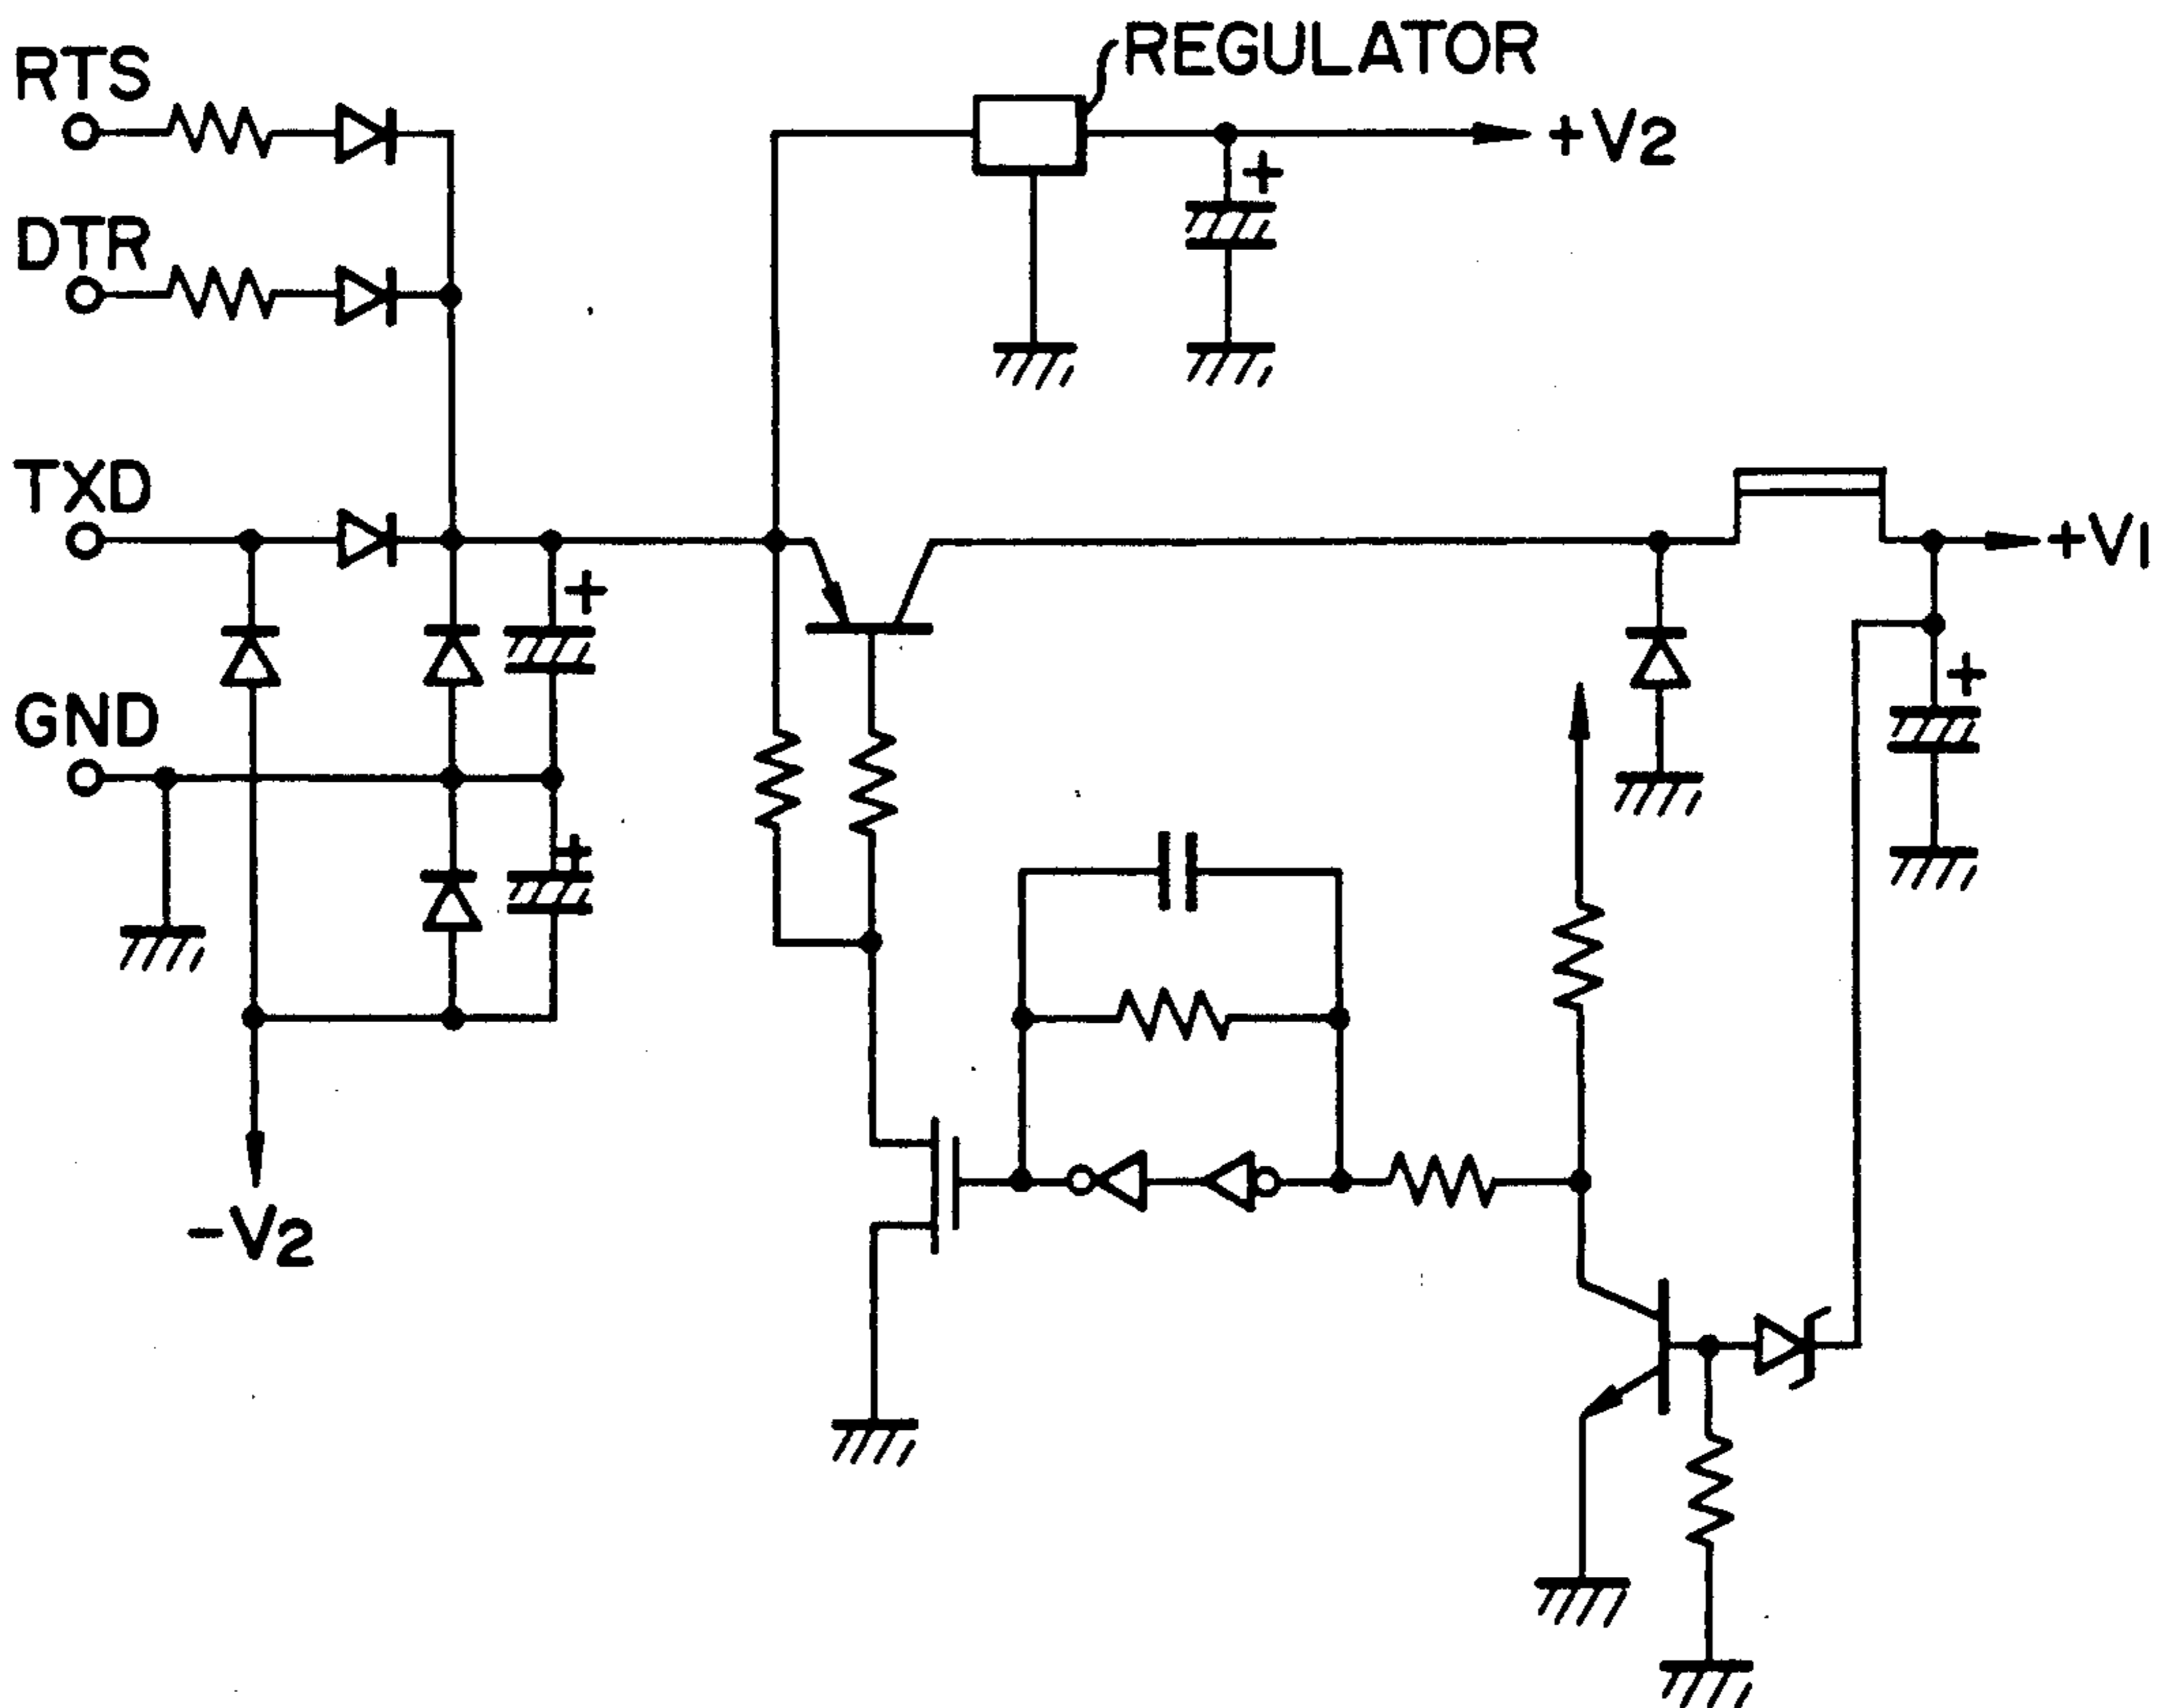 RTS
REGULATOR
+V2
DTR
+
TXD
+V1
+
+
GND
+
-V2